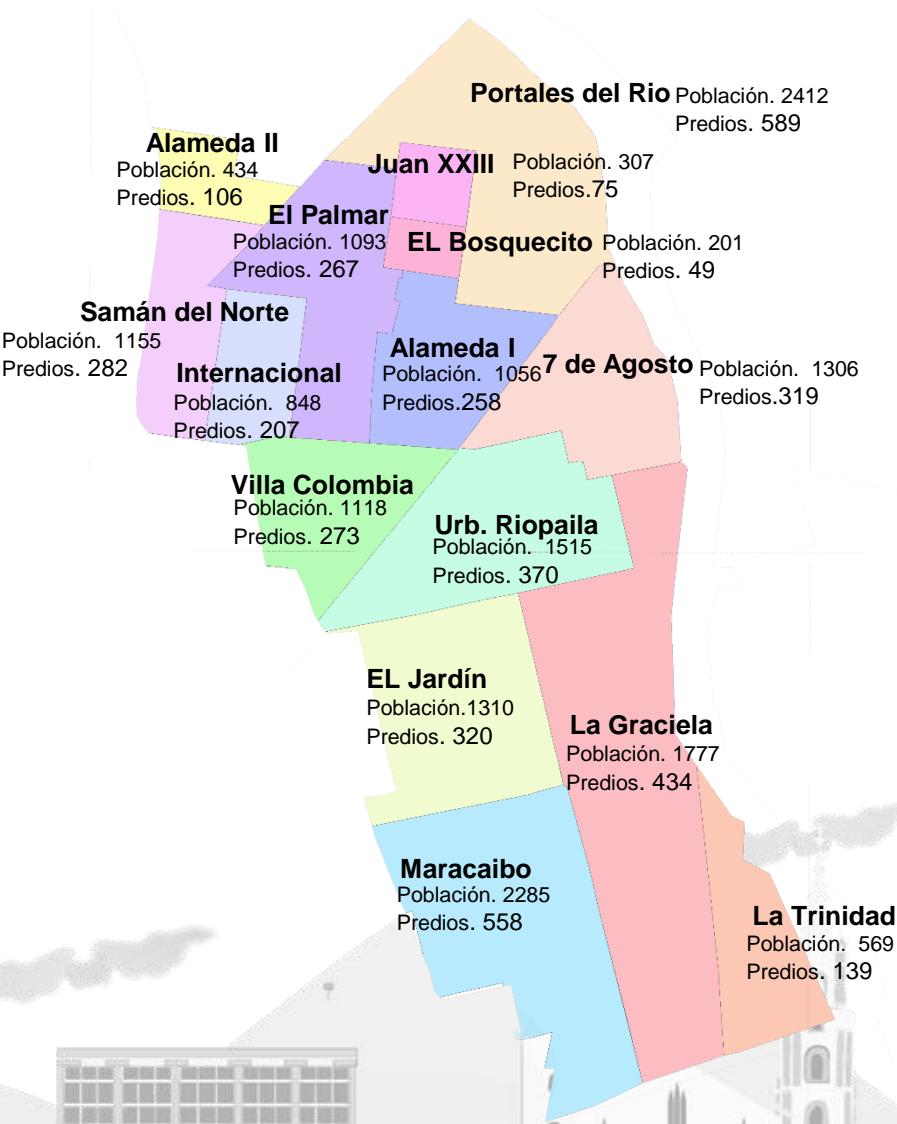 Portales del Rio
Población. 2412
Predios. 589
Alameda II
Población. 434
Predios. 106
Juan XXIII
Población. 307
Predios.75
El Palmar
Población. 1093
Predios. 267
EL Bosquecito
Población. 201
Predios. 49
Samán del Norte
Población. 1155
Predios. 282
Internacional
Población. 848
Predios. 207
Alameda I
Población. 1056
Predios.258
7 de Agosto
Población. 1306
Predios.319
Villa Colombia
Población. 1118
Predios. 273
Urb. Riopaila
Población. 1515
Predios. 370
EL Jardín
Población.1310
Predios. 320
La Graciela
Población. 1777
Predios. 434
Maracaibo
Población. 2285
Predios. 558
La Trinidad
Población. 569
Predios. 139